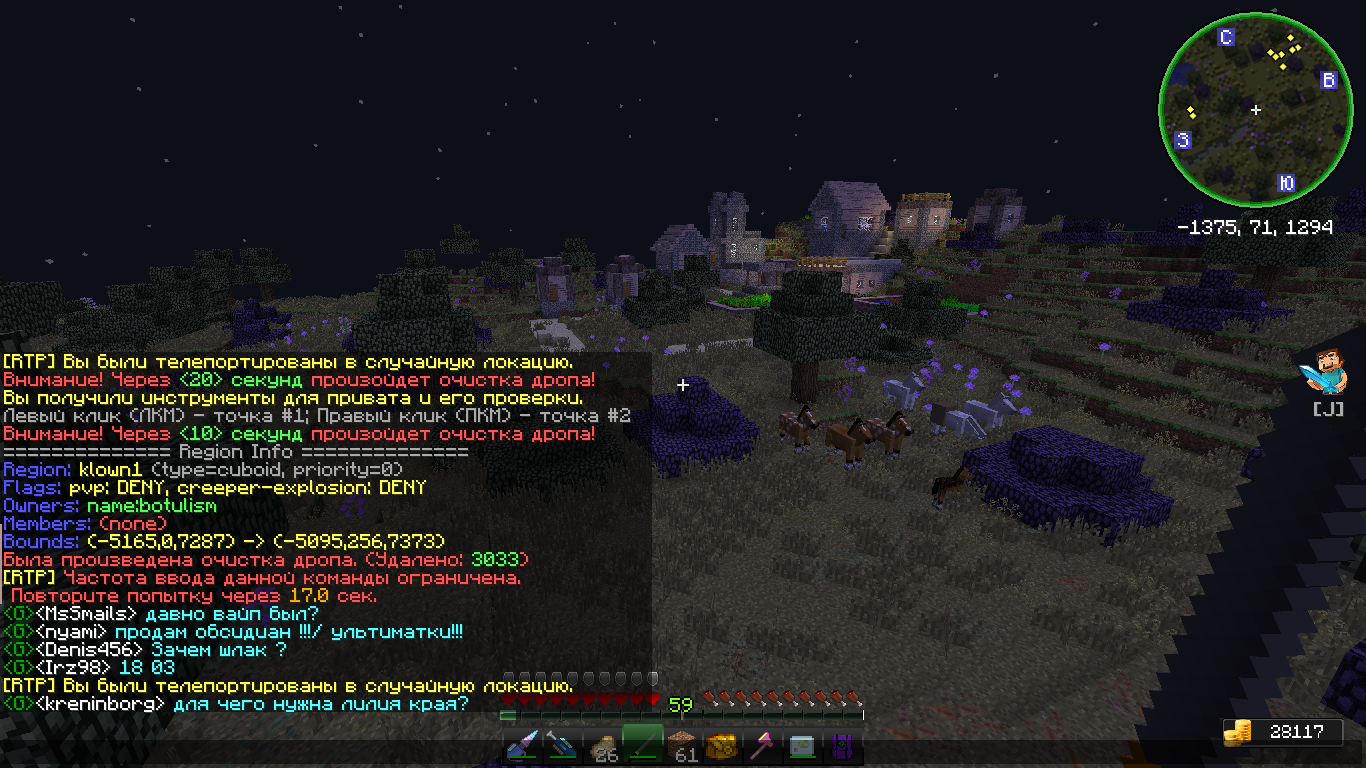 С
В
З
Ю
-1375, 71, 1294
[RTP] Вы были телепортированы в случайную локацию.
Внимание! Через <20> секунд произойдет очистка дропа!
Вы получили инструменты для привата и его проверки.
Левый клик (ЛКМ) - точка #1; Правый клик (ПКМ) - точка #2
Внимание! Через <10> секунд произойдет очистка дропа!
============== Region Info ==============
Region: klown1 (type=cuboid, priority=0)
Flags: pvp: DENY, creeper-explosion: DENY
Owners: name:botulism
Members: (none)
Bounds: (-5165,0,7287) -> (-5095,256,7373)
Была произведена очистка дропа. (Удалено: 3033)
[RTP] Частота ввода данной команды ограничена.
Повторите попытку через 17.0 сек.
<G><Ms5mails> давно вайп был?
<G><nyami> продам обсидиан !!!/ ультиматки!!!
<G><Denis456> Зачем шлак ?
<G><Irz98> 18 03
[RTP] Вы были телепортированы в случайную локацию.
<G><kreninborg> для чего нужна лилия края?
[J]
59
26
61
28117